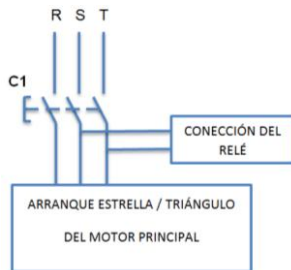 R S T
C1
CONECCIÓN DEL
RELÉ
ARRANQUE ESTRELLA / TRIÁNGULO
DEL MOTOR PRINCIPAL